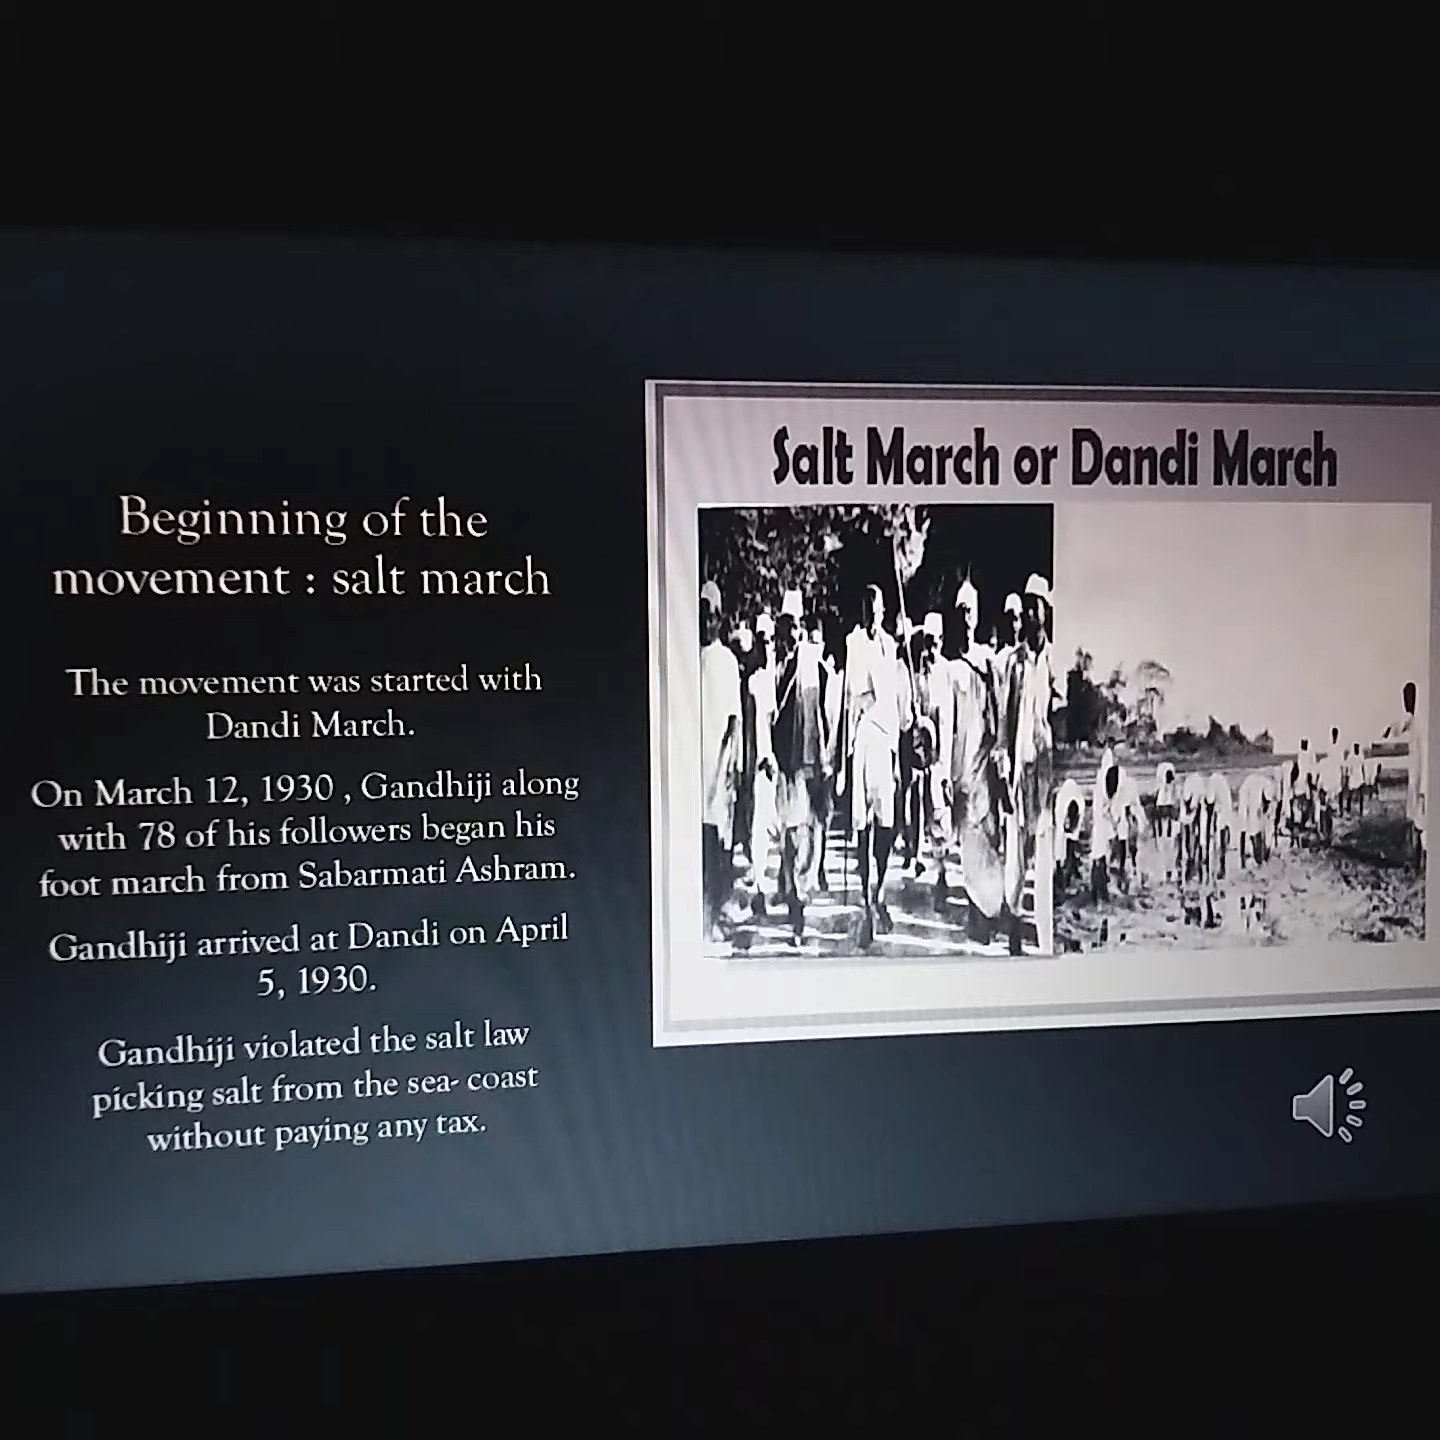 Beginning of the
movement : salt march
The movement was started with
Dandi March.
On March 12, 1930 , Gandhiji along
with 78 of his followers began his
foot march from Sabarmati Ashram.
Gandhiji arrived at Dandi on April
5, 1930.
Gandhiji violated the salt law
picking salt from the sea- coast
without paying any tax.
Salt March or Dandi March